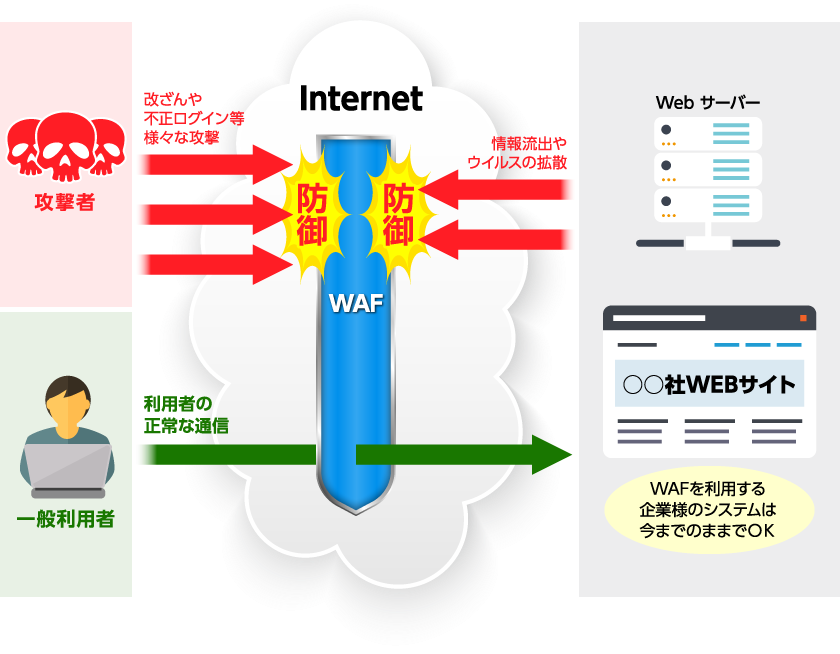 Internet
改ざんや
不正ログイン等
様々な攻撃
攻撃者
防御
防御
情報流出や
ウイルスの拡散
Web サーバー
WAF
利用者の
正常な通信
一般利用者
○○社WEBサイト
WAFを利用する
企業様のシステムは
今までのままでOK